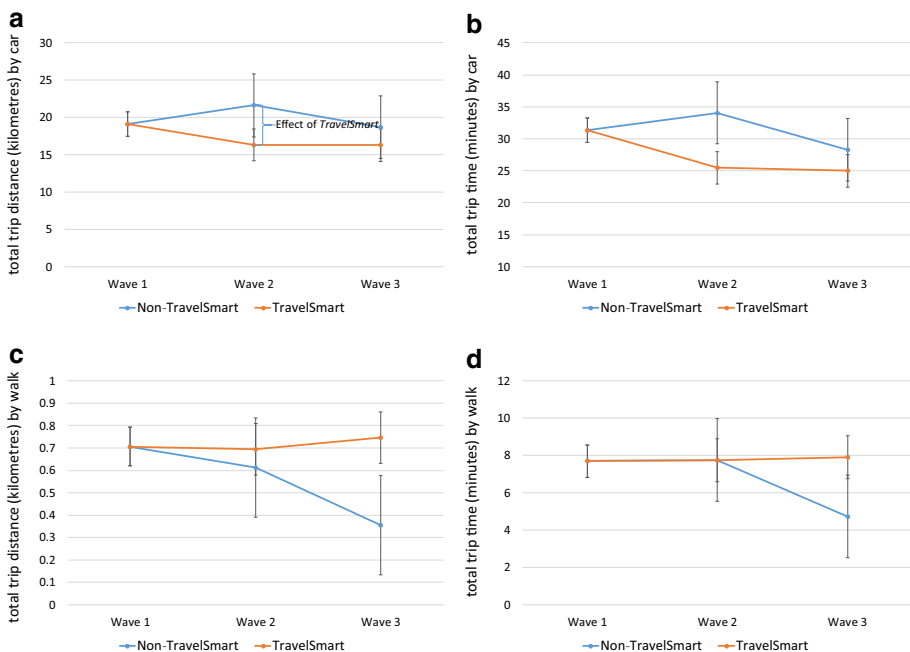 a
total trip distance (kilometres) by car
30
25
20
15
10
5
0
Effect of TravelSmart
Wave 1 Wave 2 Wave 3
Non-TravelSmart TravelSmart
b
total trip time (minutes) by car
45
40
35
30
25
20
15
10
Wave 1 Wave 2 Wave 3
Non-TravelSmart TravelSmart
c
total trip distance (kilometres) by walk
1
0.9
0.8
0.7
0.6
0.5
0.4
0.3
0.2
0.1
0
Wave 1 Wave 2 Wave 3
Non-TravelSmart TravelSmart
d
total trip time (minutes) by walk
12
10
8
6
4
2
0
Wave 1 Wave 2 Wave 3
Non-TravelSmart TravelSmart